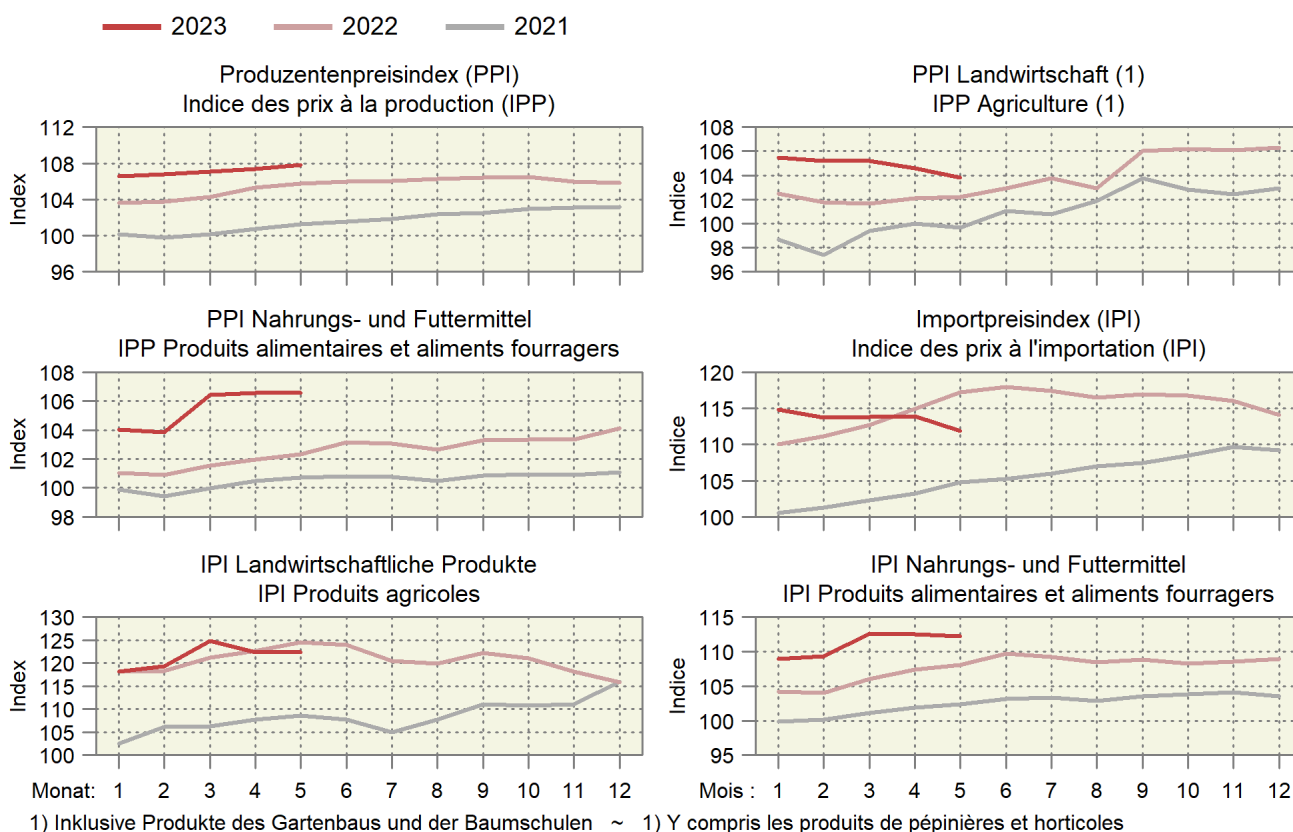 2023 2022 2021
Produzentenpreisindex (PPI)
Indice des prix à la production (IPP)
Index
112
108
104
100
96
PPI Landwirtschaft (1)
IPP Agriculture (1)
Indice
108
106
104
102
100
98
96
PPI Nahrungs- und Futtermittel
IPP Produits alimentaires et aliments fourragers
Index
108
106
104
102
100
98
Importpreisindex (IPI)
Indice des prix à l'importation (IPI)
Indice
120
115
110
105
100
IPI Landwirtschaftliche Produkte
IPI Produits agricoles
Index
130
125
120
115
110
105
100
Monat: 1 2 3 4 5 6 7 8 9 10 11 12
IPI Nahrungs- und Futtermittel
IPI Produits alimentaires et aliments fourragers
Indice
115
110
105
100
95
Mois : 1 2 3 4 5 6 7 8 9 10 11 12
1) Inklusive Produkte des Gartenbaus und der Baumschulen ~ 1) Y compris les produits de pépinières et horticoles